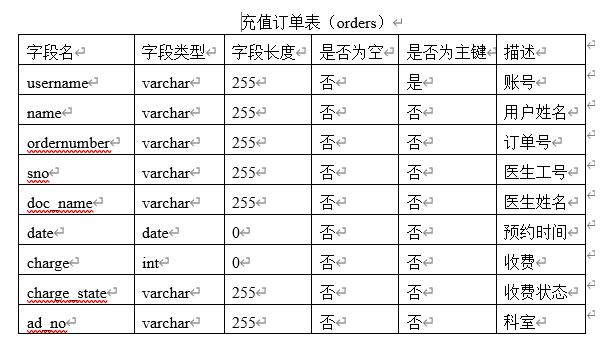 充值订单表（orders）
字段名 字段类型 字段长度 是否为空 是否为主键 描述
username varchar 255 否 是 账号
name varchar 255 否 否 用户姓名
ordernumber varchar 255 否 否 订单号
sno varchar 255 否 否 医生工号
doc_name varchar 255 否 否 医生姓名
date date 0 否 否 预约时间
charge int 0 否 否 收费
charge_state varchar 255 否 否 收费状态
ad_no varchar 255 否 否 科室